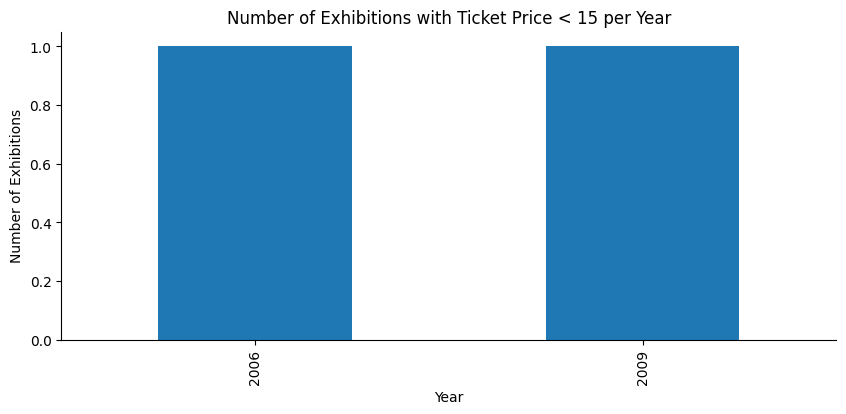 Number of Exhibitions with Ticket Price < 15 per Year
Number of Exhibitions
1.0
0.8
0.6
0.4
0.2
0.0
2006
2009
Year